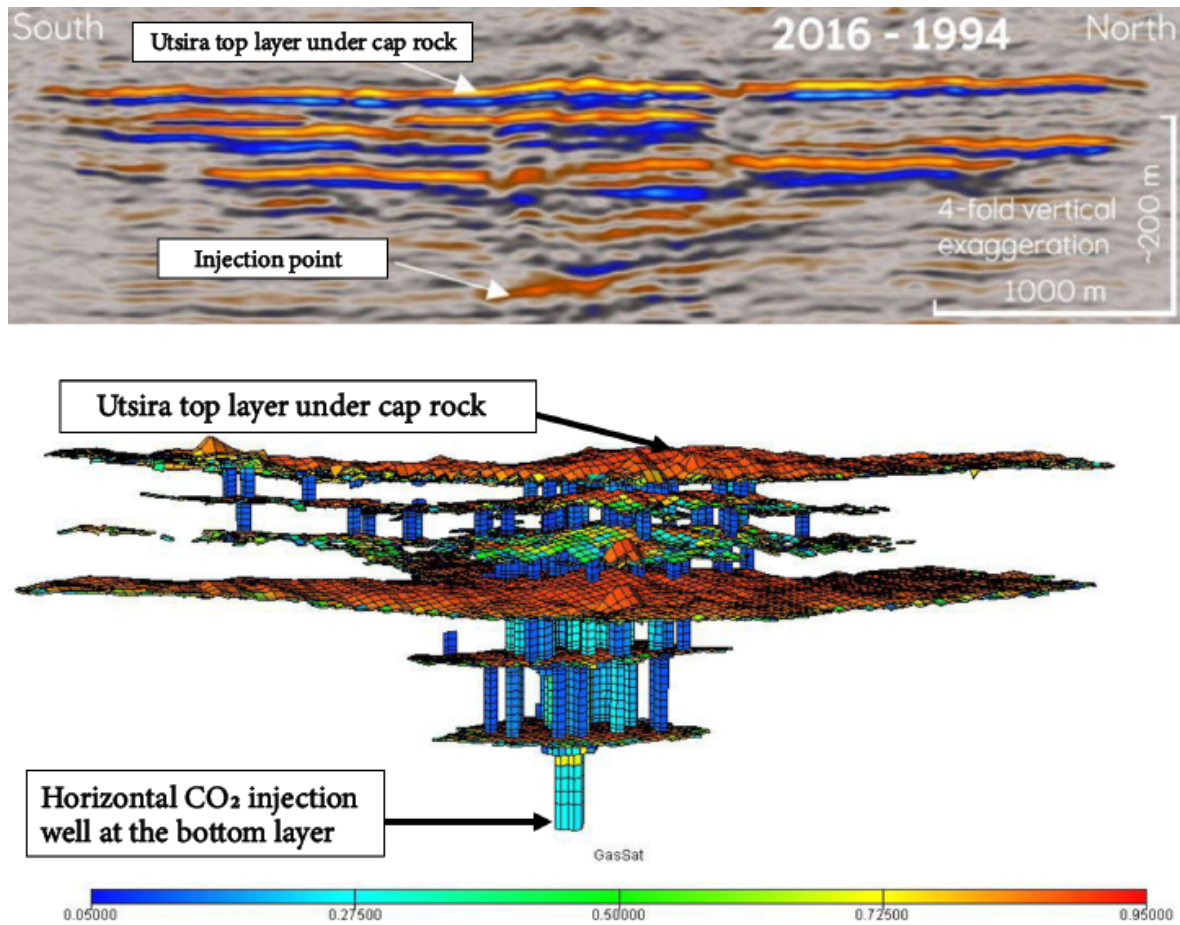 South
Utsira top layer under cap rock
2016 - 1994
North
4-fold vertical
exaggeration
~200 m
1000 m
Injection point
Utsira top layer under cap rock
Horizontal CO₂ injection
well at the bottom layer
GasSat
0.05000 0.27500 0.50000 0.72500 0.95000